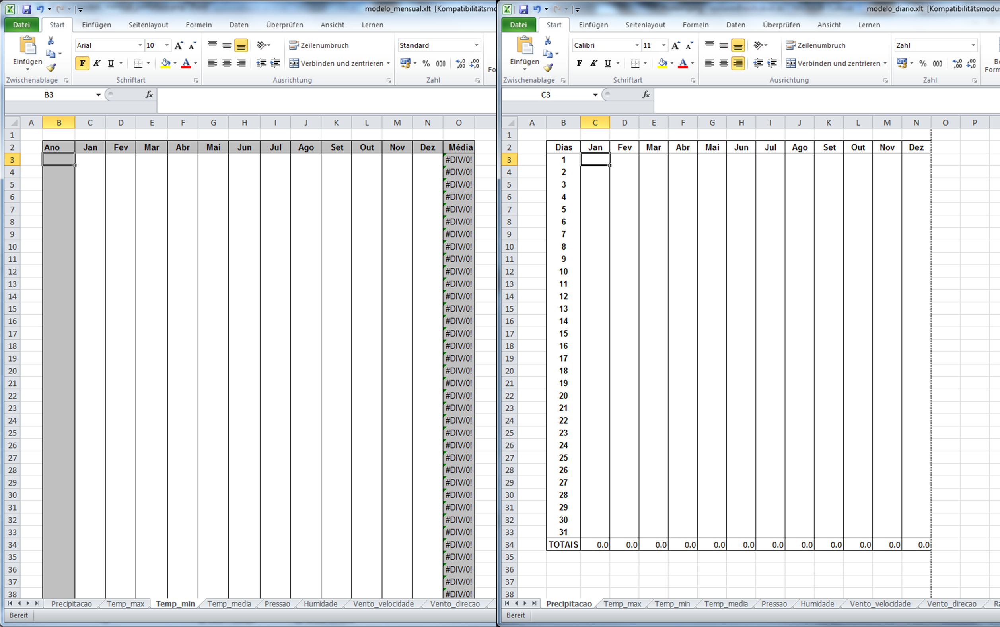 modelo_mensual.xlt [Kompatibilitätsmo
Datei Start Einfügen Seitenlayout Formeln Daten Überprüfen Ansicht Lernen
Arial 10 A A Zeilenumbruch Standard
Einfügen F K U A Verbinden und zentrieren % 000
Fo
Zwischenablage Schriftart Ausrichtung Zahl
B3 fx
A B C D E F G H I J K L M N O
1
2 Ano Jan Fev Mar Abr Mai Jun Jul Ago Set Out Nov Dez Média
3 #DIV/0!
4 #DIV/0!
5 #DIV/0!
6 #DIV/0!
7 #DIV/0!
8 #DIV/0!
9 #DIV/0!
10 #DIV/0!
11 #DIV/0!
12 #DIV/0!
13 #DIV/0!
14 #DIV/0!
15 #DIV/0!
16 #DIV/0!
17 #DIV/0!
18 #DIV/0!
19 #DIV/0!
20 #DIV/0!
21 #DIV/0!
22 #DIV/0!
23 #DIV/0!
24 #DIV/0!
25 #DIV/0!
26 #DIV/0!
27 #DIV/0!
28 #DIV/0!
29 #DIV/0!
30 #DIV/0!
31 #DIV/0!
32 #DIV/0!
33 #DIV/0!
34 #DIV/0!
35 #DIV/0!
36 #DIV/0!
37 #DIV/0!
38 #DIV/0!
Precipitacao Temp_max Temp_min Temp_media Pressao Humidade Vento_velocidade Vento_direcao
Bereit
modelo_diario.xlt [Kompatibilitätsmodus
Datei Start Einfügen Seitenlayout Formeln Daten Überprüfen Ansicht Lernen
Calibri 11 A A Zeilenumbruch Zahl
Einfügen F K U A Verbinden und zentrieren % 000 Be
Form
Zwischenablage Schriftart Ausrichtung Zahl
C3 fx
A B C D E F G H I J K L M N O P
1
2 Dias Jan Fev Mar Abr Mai Jun Jul Ago Set Out Nov Dez
3 1
4 2
5 3
6 4
7 5
8 6
9 7
10 8
11 9
12 10
13 11
14 12
15 13
16 14
17 15
18 16
19 17
20 18
21 19
22 20
23 21
24 22
25 23
26 24
27 25
28 26
29 27
30 28
31 29
32 30
33 31
34 TOTAIS 0.0 0.0 0.0 0.0 0.0 0.0 0.0 0.0 0.0 0.0 0.0 0.0
35
36
37
38
Precipitacao Temp_max Temp_min Temp_media Pressao Humidade Vento_velocidade Vento_direcao Ra
Bereit